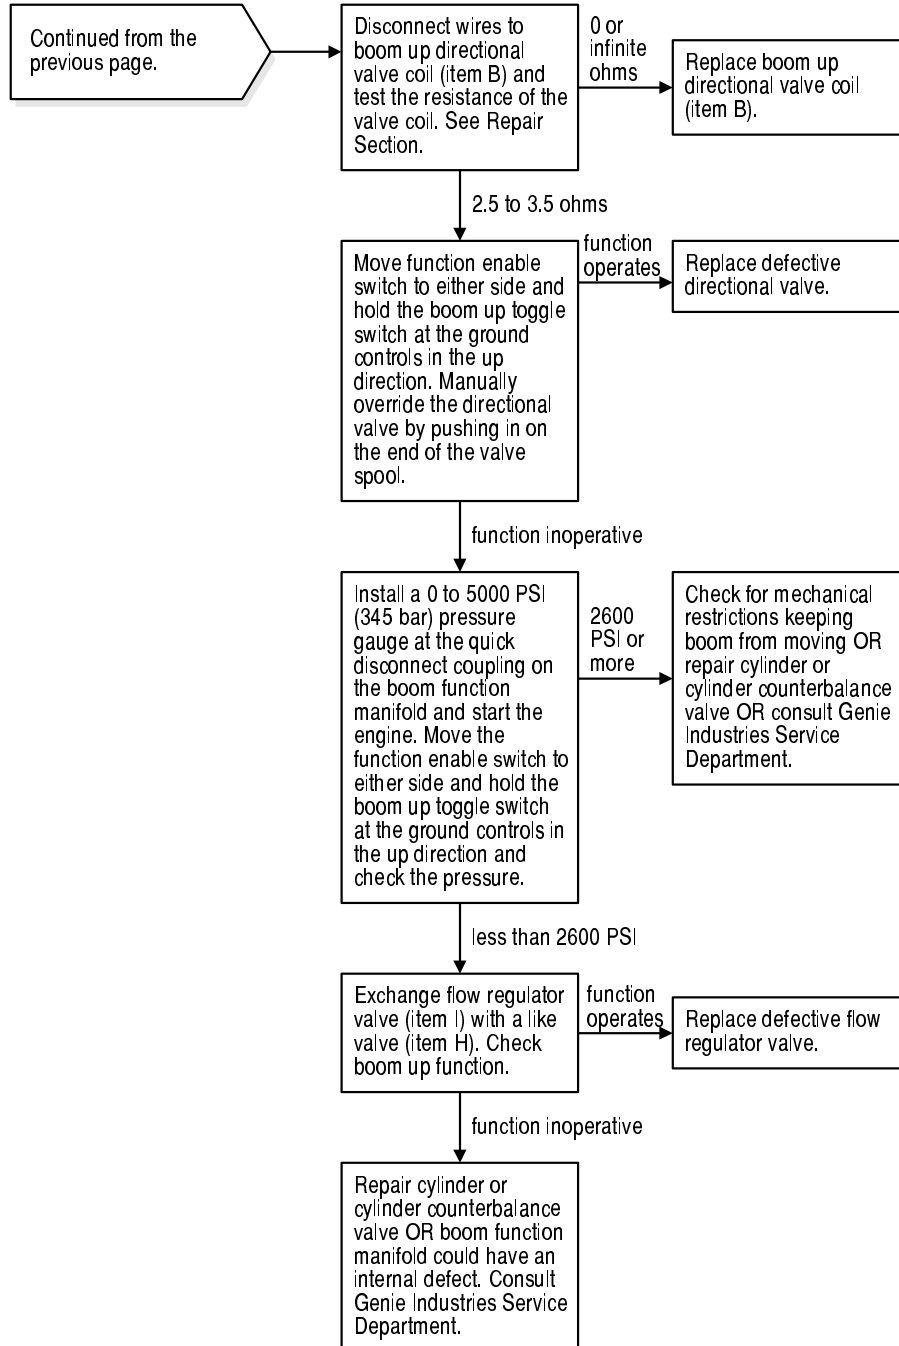 Continued from the
previous page.
Disconnect wires to
boom up directional
valve coil (item B) and
test the resistance of the
valve coil. See Repair
Section.
0 or
infinite
ohms
Replace boom up
directional valve coil
(item B).
2.5 to 3.5 ohms
Move function enable
switch to either side and
hold the boom up toggle
switch at the ground
controls in the up
direction. Manually
override the directional
valve by pushing in on
the end of the valve
spool.
function
operates
Replace defective
directional valve.
function inoperative
Install a 0 to 5000 PSI
(345 bar) pressure
gauge at the quick
disconnect coupling on
the boom function
manifold and start the
engine. Move the
function enable switch to
either side and hold the
boom up toggle switch
at the ground controls in
the up direction and
check the pressure.
2600
PSI or
more
Check for mechanical
restrictions keeping
boom from moving OR
repair cylinder or
cylinder counterbalance
valve OR consult Genie
Industries Service
Department.
less than 2600 PSI
Exchange flow regulator
valve (item I) with a like
valve (item H). Check
boom up function.
function
operates
Replace defective flow
regulator valve.
function inoperative
Repair cylinder or
cylinder counterbalance
valve OR boom function
manifold could have an
internal defect. Consult
Genie Industries Service
Department.